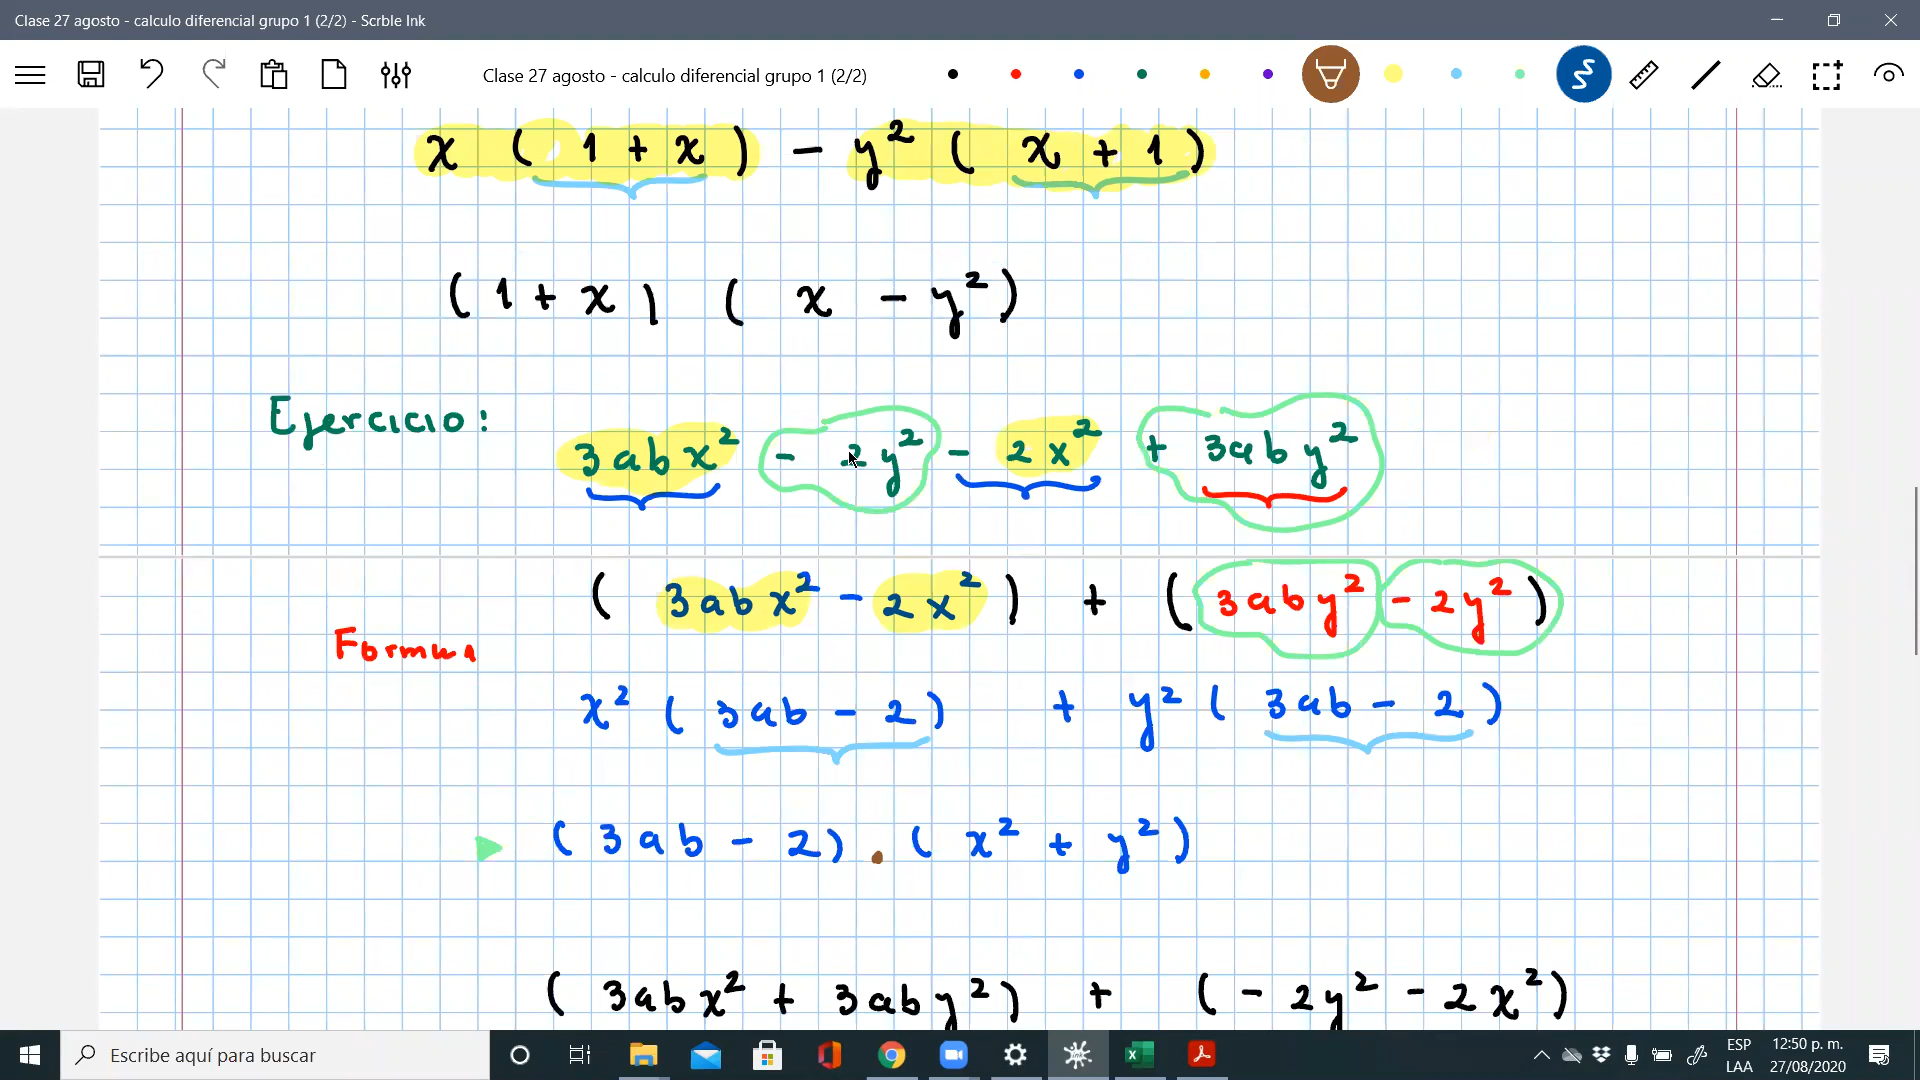 Clase 27 agosto - calculo diferencial grupo 1 (2/2) - Scrble Ink
Clase 27 agosto - calculo diferencial grupo 1 (2/2)
x ( 1 + x ) - y² ( x + 1 )
( 1 + x ) ( x - y² )
Ejercicio:
3abx² - 2y² - 2x² + 3aby²
( 3abx² - 2x² ) + ( 3aby² - 2y² )
Forma 1
x² ( 3ab - 2 ) + y² ( 3ab - 2 )
( 3ab - 2 ) . ( x² + y² )
( 3abx² + 3aby² ) + ( - 2y² - 2x² )
Escribe aquí para buscar
ESP
LAA
12:50 p. m.
27/08/2020